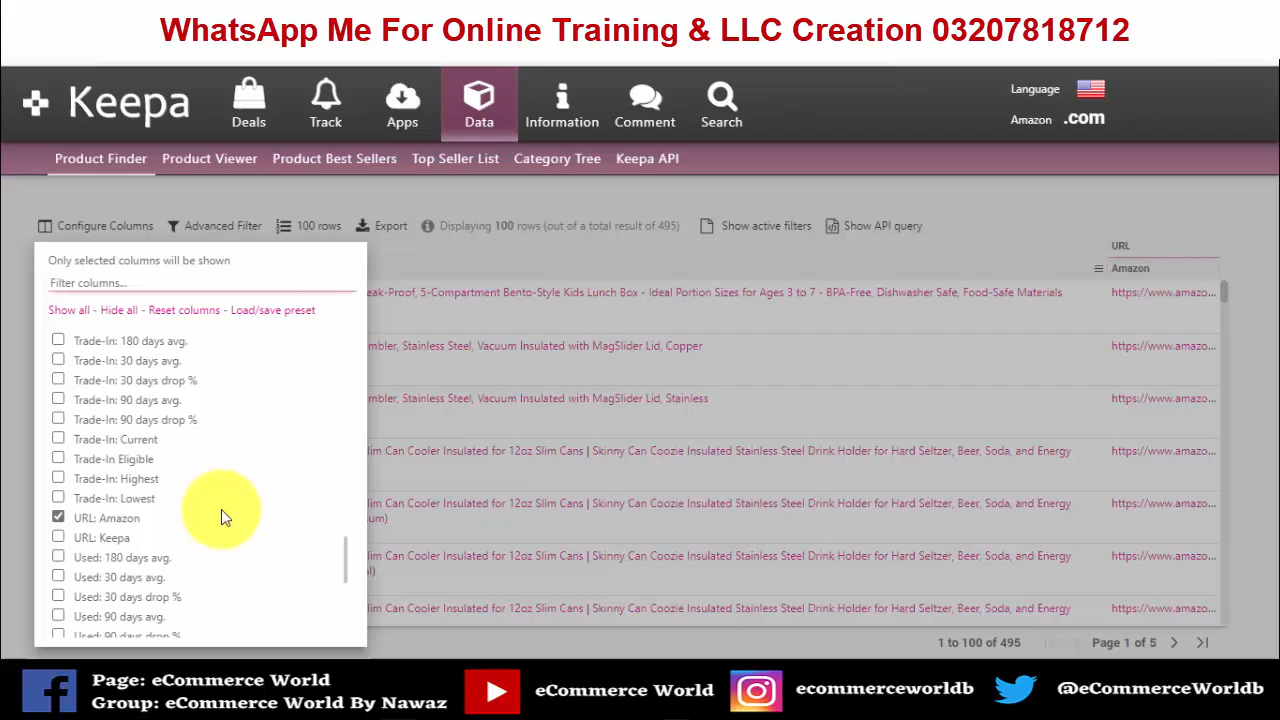 WhatsApp Me For Online Training & LLC Creation 03207818712
Keepa
Deals
Track
Apps
Data
Information
Comment
Search
Language
Amazon .com
Product Finder
Product Viewer
Product Best Sellers
Top Seller List
Category Tree
Keepa API
Configure Columns
Advanced Filter
100 rows
Export
Displaying 100 rows (out of a total result of 495)
Show active filters
Show API query
Only selected columns will be shown
Filter columns...
Show all - Hide all - Reset columns - Load/save preset
Trade-In: 180 days avg.
Trade-In: 30 days avg.
Trade-In: 30 days drop %
Trade-In: 90 days avg.
Trade-In: 90 days drop %
Trade-In: Current
Trade-In Eligible
Trade-In: Highest
Trade-In: Lowest
URL: Amazon
URL: Keepa
Used: 180 days avg.
Used: 30 days avg.
Used: 30 days drop %
Used: 90 days avg.
Used: 90 days drop %
URL
Amazon
eak-Proof, 5-Compartment Bento-Style Kids Lunch Box - Ideal Portion Sizes for Ages 3 to 7 - BPA-Free, Dishwasher Safe, Food-Safe Materials
https://www.amazo...
mbler, Stainless Steel, Vacuum Insulated with MagSlider Lid, Copper
https://www.amazo...
mbler, Stainless Steel, Vacuum Insulated with MagSlider Lid, Stainless
https://www.amazo...
lim Can Cooler Insulated for 12oz Slim Cans | Skinny Can Coozie Insulated Stainless Steel Drink Holder for Hard Seltzer, Beer, Soda, and Energy
https://www.amazo...
lim Can Cooler Insulated for 12oz Slim Cans | Skinny Can Coozie Insulated Stainless Steel Drink Holder for Hard Seltzer, Beer, Soda, and Energy
um)
https://www.amazo...
lim Can Cooler Insulated for 12oz Slim Cans | Skinny Can Coozie Insulated Stainless Steel Drink Holder for Hard Seltzer, Beer, Soda, and Energy
al)
https://www.amazo...
lim Can Cooler Insulated for 12oz Slim Cans | Skinny Can Coozie Insulated Stainless Steel Drink Holder for Hard Seltzer, Beer, Soda, and Energy
https://www.amazo...
1 to 100 of 495
Page 1 of 5
Page: eCommerce World
Group: eCommerce World By Nawaz
eCommerce World
ecommerceworldb
@eCommerceWorldb